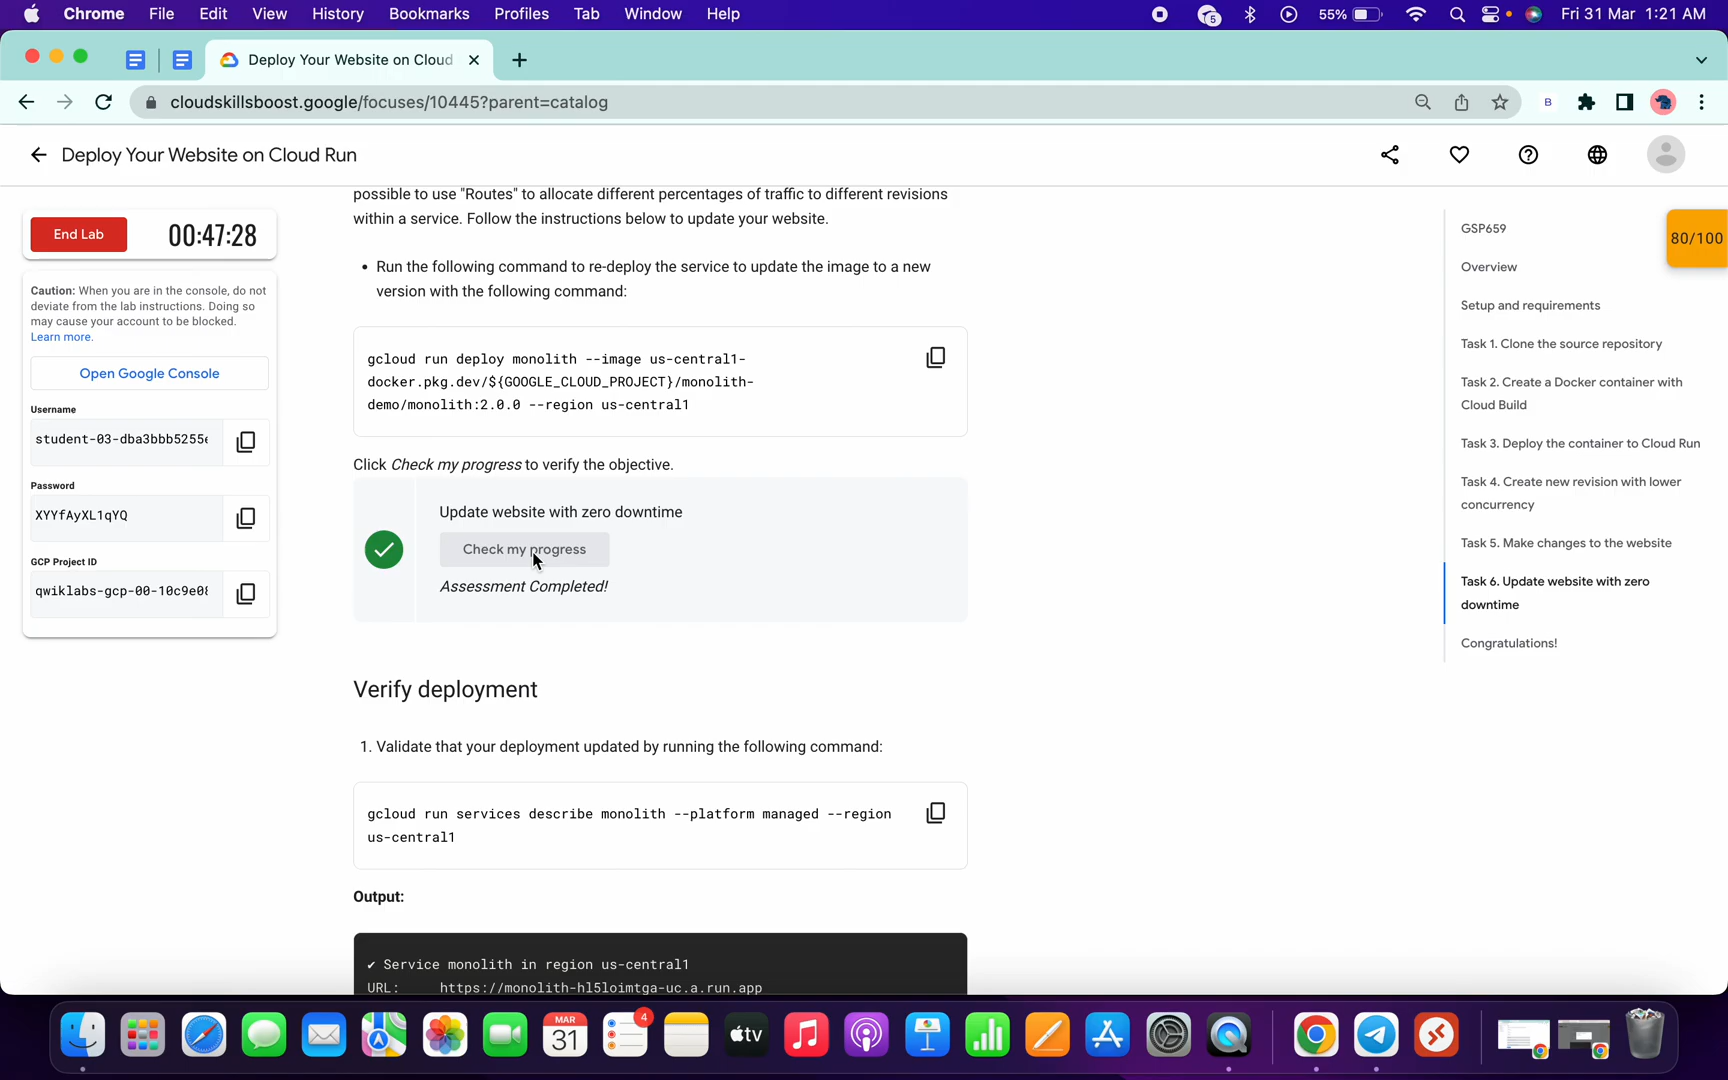 Chrome File Edit View History Bookmarks Profiles Tab Window Help
5
55%
Fri 31 Mar 1:21 AM
Deploy Your Website on Cloud
cloudskillsboost.google/focuses/10445?parent=catalog
B
Deploy Your Website on Cloud Run
End Lab
00:47:28
Caution: When you are in the console, do not
deviate from the lab instructions. Doing so
may cause your account to be blocked.
Learn more.
Open Google Console
Username
student-03-dba3bbb5255e
Password
XYYfAyXL1qYQ
GCP Project ID
qwiklabs-gcp-00-10c9e08
possible to use "Routes" to allocate different percentages of traffic to different revisions
within a service. Follow the instructions below to update your website.
• Run the following command to re-deploy the service to update the image to a new
version with the following command:
gcloud run deploy monolith --image us-central1-
docker.pkg.dev/${GOOGLE_CLOUD_PROJECT}/monolith-
demo/monolith:2.0.0 --region us-central1
Click Check my progress to verify the objective.
Update website with zero downtime
Check my progress
Assessment Completed!
Verify deployment
1. Validate that your deployment updated by running the following command:
gcloud run services describe monolith --platform managed --region
us-central1
Output:
✔ Service monolith in region us-central1
URL: https://monolith-hl5loimtga-uc.a.run.app
GSP659
80/100
Overview
Setup and requirements
Task 1. Clone the source repository
Task 2. Create a Docker container with
Cloud Build
Task 3. Deploy the container to Cloud Run
Task 4. Create new revision with lower
concurrency
Task 5. Make changes to the website
Task 6. Update website with zero
downtime
Congratulations!
MAR
31
4
tv